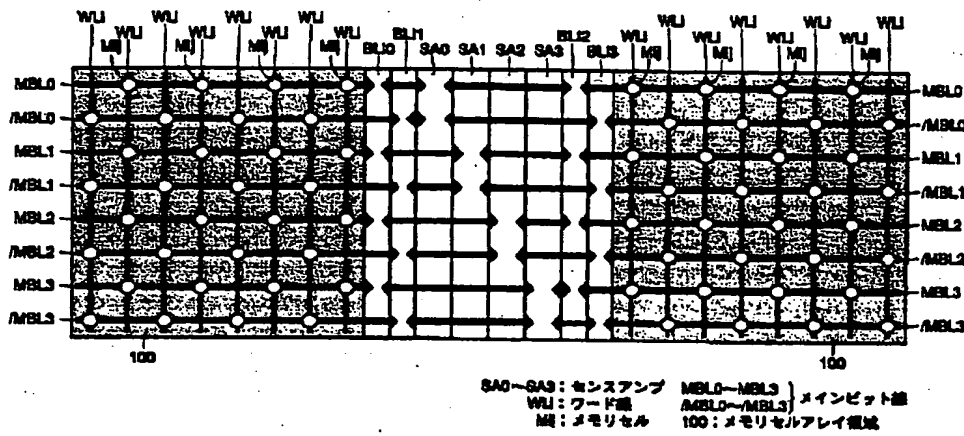 WLi WLi WLi WLi WLi WLi WLi WLi
WLi WLi WLi WLi BLI1 BLI2 WLi WLi WLi WLi
Mij Mij Mij Mij BLI0 SA0 SA1 SA2 SA3 BLI3 Mij Mij Mij Mij
MBL0 MBL0
/MBL0 /MBL0
MBL1 MBL1
/MBL1 /MBL1
MBL2 MBL2
/MBL2 /MBL2
MBL3 MBL3
/MBL3 /MBL3
100 100
SA0~SA3:センスアンプ MBL0~MBL3
WLi:ワード線 /MBL0~/MBL3 }メインビット線
Mij:メモリセル 100:メモリセルアレイ領域